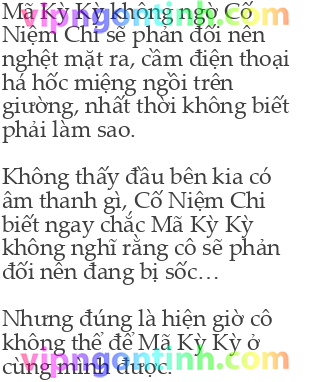 Mã Kỳ Kỳ không ngờ Cố
vipngontinh.com
Niệm Chi sẽ phản đối nên
nghệt mặt ra, cầm điện thoại
há hốc miệng ngồi trên
giường, nhất thời không biết
phải làm sao.
Không thấy đầu bên kia có
âm thanh gì, Cố Niệm Chi
biết ngay chắc Mã Kỳ Kỳ
không nghĩ rằng cô sẽ phản
đối nên đang bị sốc…
Nhưng đúng là hiện giờ cô
không thể để Mã Kỳ Kỳ ở
vipngontinh.com
cùng mình được.